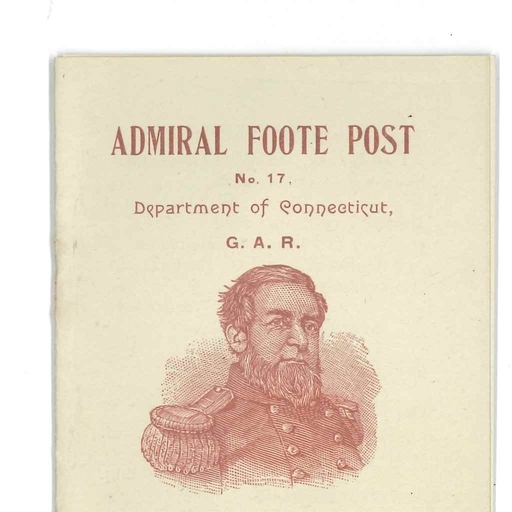 ADMIRAL FOOTE POST
No. 17,
Department of Connecticut,
G. A. R.